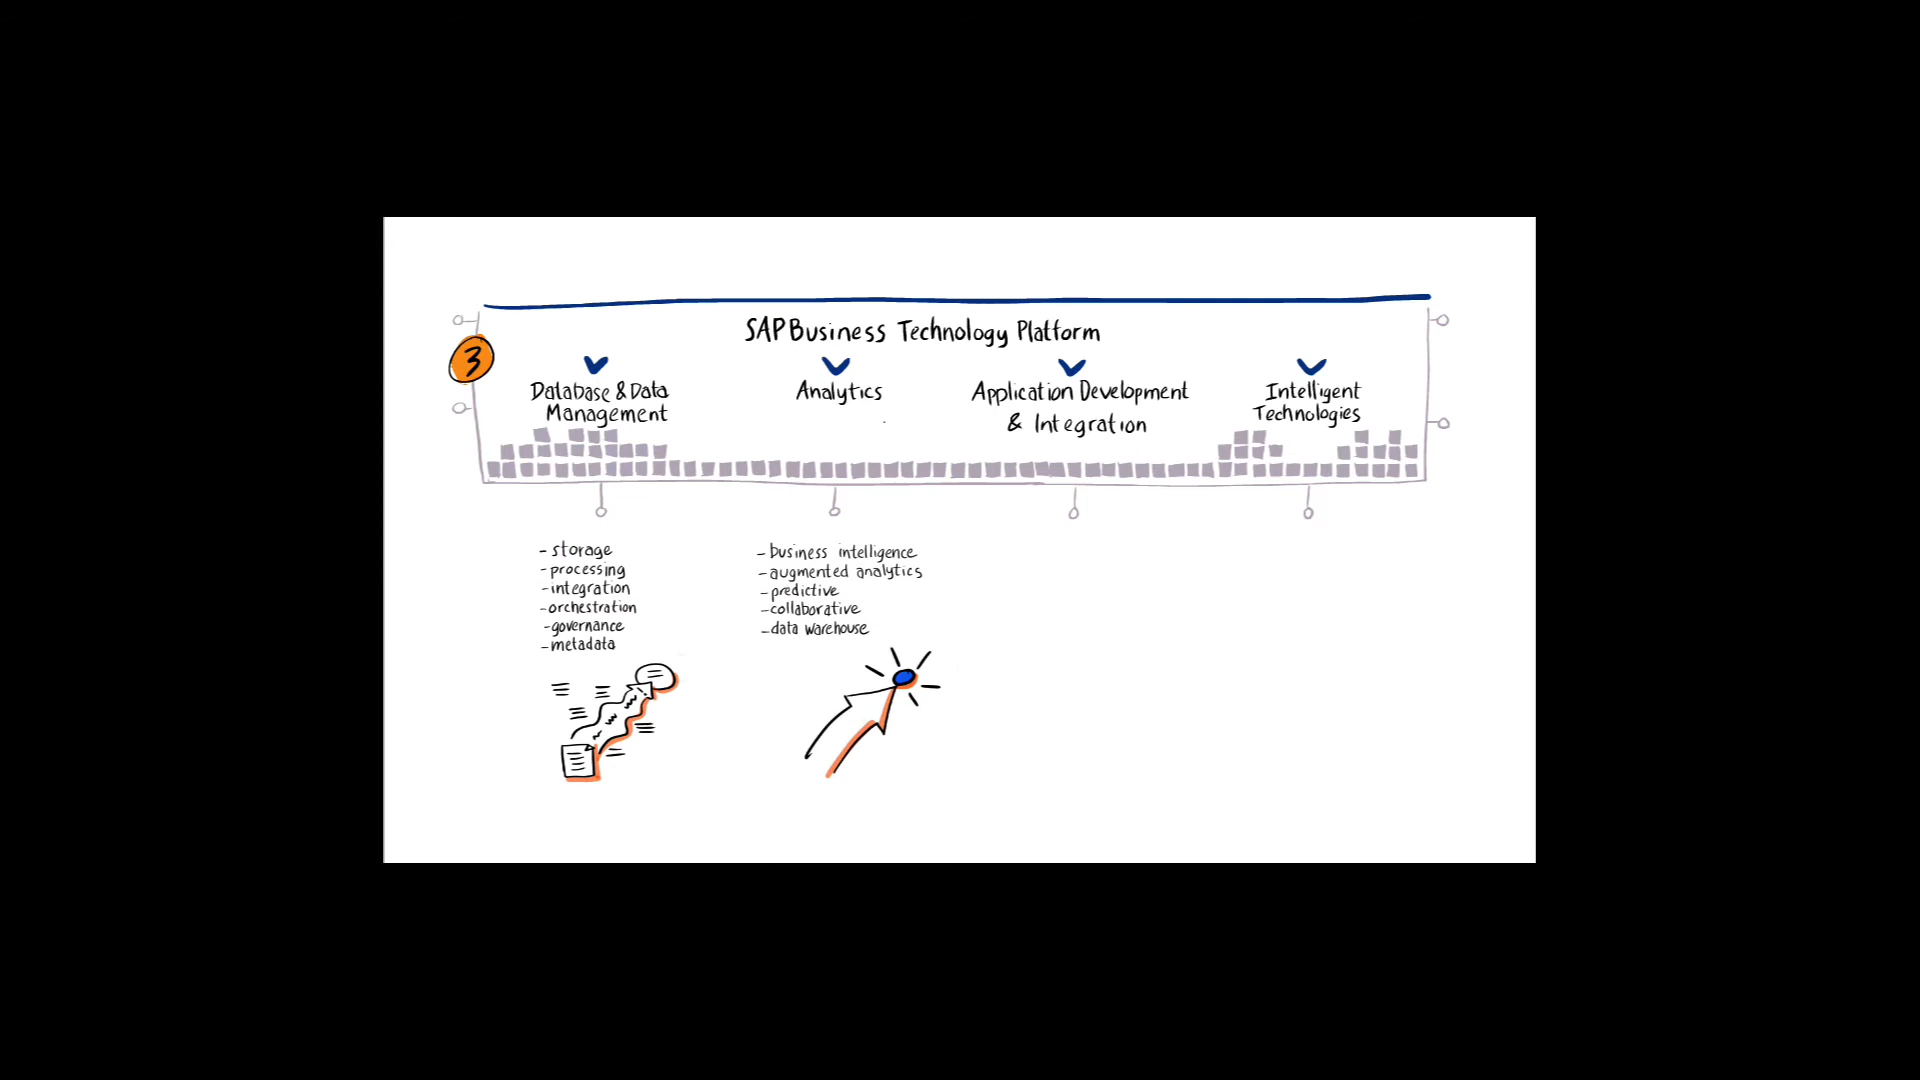 SAP Business Technology Platform
3
Database & Data
Management
Analytics
Application Development
& Integration
Intelligent
Technologies
- storage
- processing
- integration
- orchestration
- governance
- metadata
- business intelligence
- augmented analytics
- predictive
- collaborative
- data warehouse